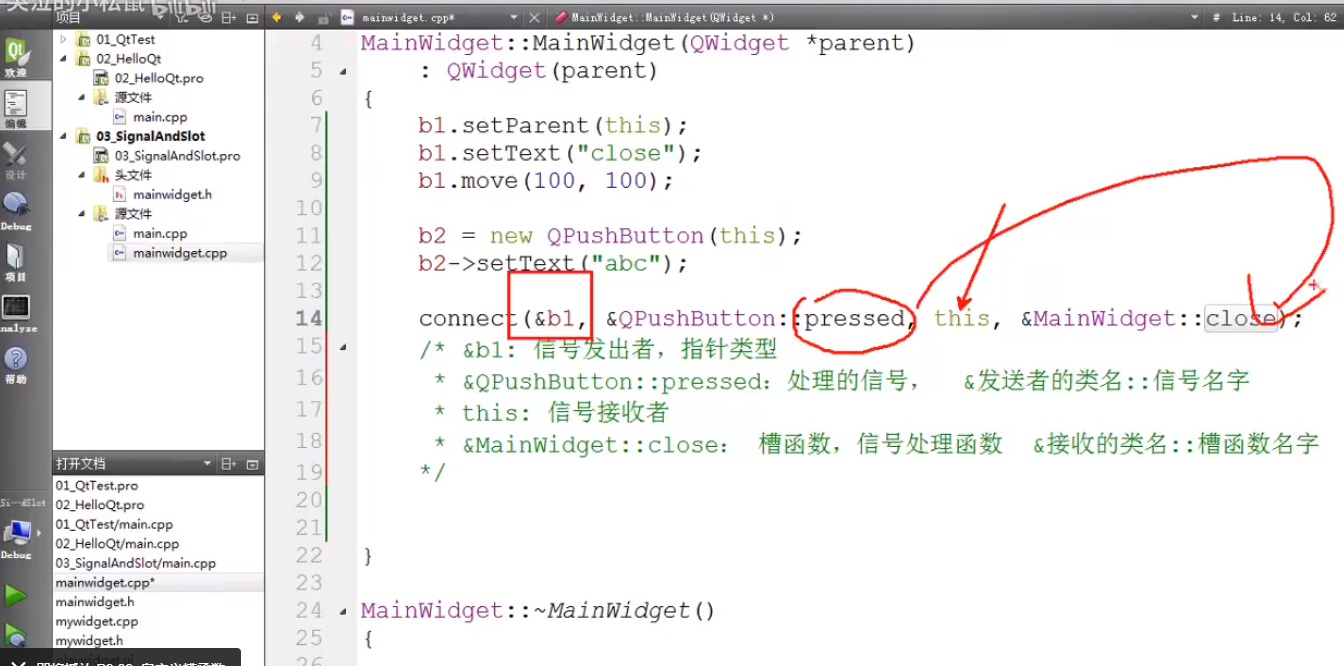 bilibili
项目
mainwidget.cpp*
MainWidget::MainWidget(QWidget *)
# Line: 14, Col: 62
欢迎
编辑
设计
Debug
项目
nalyze
帮助
Si…dSlot
Debug
01_QtTest
02_HelloQt
02_HelloQt.pro
源文件
main.cpp
03_SignalAndSlot
03_SignalAndSlot.pro
头文件
mainwidget.h
源文件
main.cpp
mainwidget.cpp
打开文档
01_QtTest.pro
02_HelloQt.pro
01_QtTest/main.cpp
02_HelloQt/main.cpp
03_SignalAndSlot/main.cpp
mainwidget.cpp*
mainwidget.h
mywidget.cpp
mywidget.h
4 MainWidget::MainWidget(QWidget *parent)
5 : QWidget(parent)
6 {
7 b1.setParent(this);
8 b1.setText("close");
9 b1.move(100, 100);
10
11 b2 = new QPushButton(this);
12 b2->setText("abc");
13
14 connect(&b1, &QPushButton::pressed, this, &MainWidget::close);
15 /* &b1: 信号发出者，指针类型
16 * &QPushButton::pressed：处理的信号， &发送者的类名::信号名字
17 * this: 信号接收者
18 * &MainWidget::close： 槽函数，信号处理函数 &接收的类名::槽函数名字
19 */
20
21
22 }
23
24 MainWidget::~MainWidget()
25 {